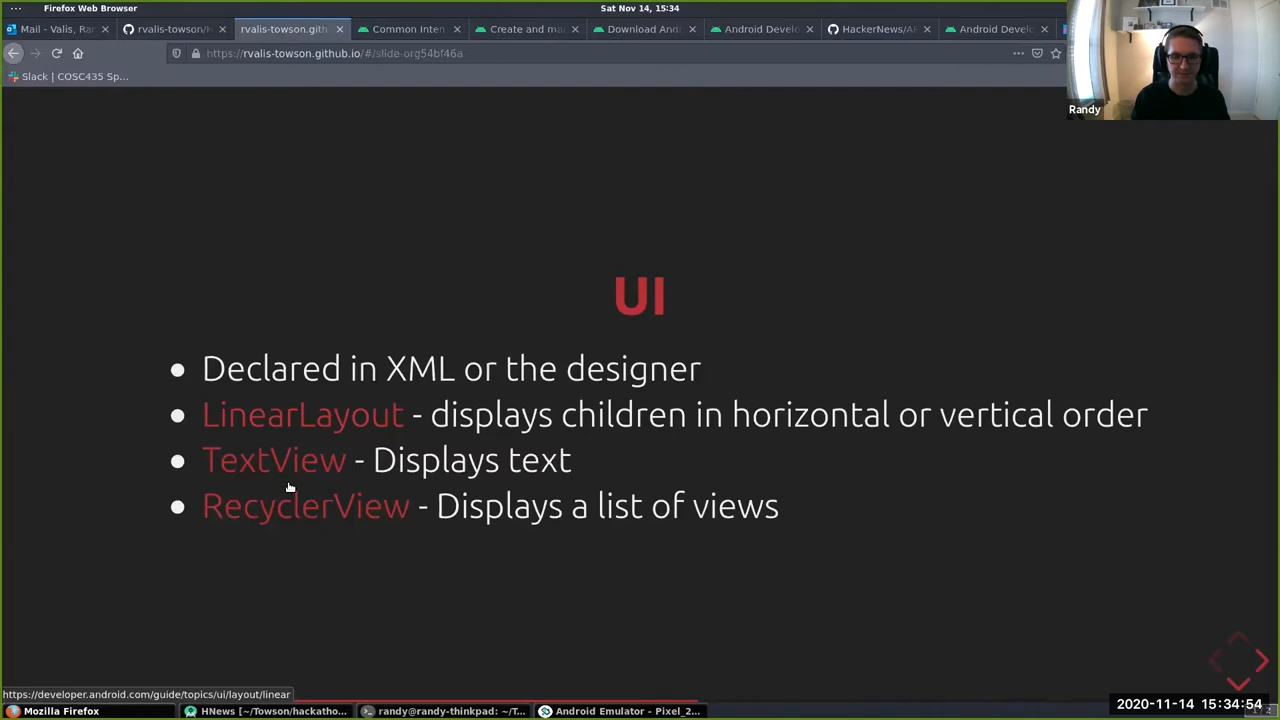 Firefox Web Browser
Sat Nov 14, 15:34
Mail - Valis, Ra
rvalis-towson/
rvalis-towson.gith
Common Inte
Create and ma
Download And
Android Develo
HackerNews/AP
Android Develo
https://rvalis-towson.github.io/#/slide-org54bf46a
Slack | COSC435 Sp...
Randy
UI
Declared in XML or the designer
LinearLayout - displays children in horizontal or vertical order
TextView - Displays text
RecyclerView - Displays a list of views
https://developer.android.com/guide/topics/ui/layout/linear
2020-11-14 15:34:54
Mozilla Firefox
HNews [~/Towson/hackatho...
randy@randy-thinkpad: ~/T...
Android Emulator - Pixel_2...